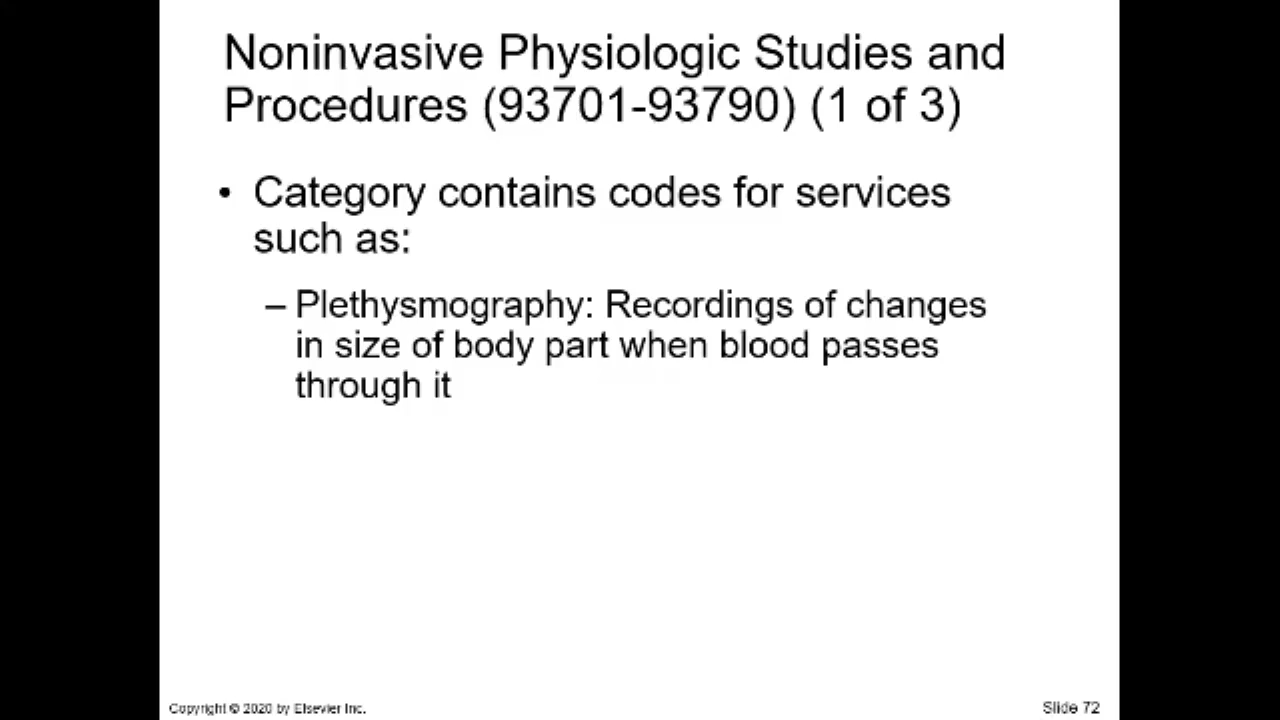 Noninvasive Physiologic Studies and
Procedures (93701-93790) (1 of 3)
• Category contains codes for services
such as:
– Plethysmography: Recordings of changes
in size of body part when blood passes
through it
Copyright © 2020 by Elsevier Inc.
Slide 72